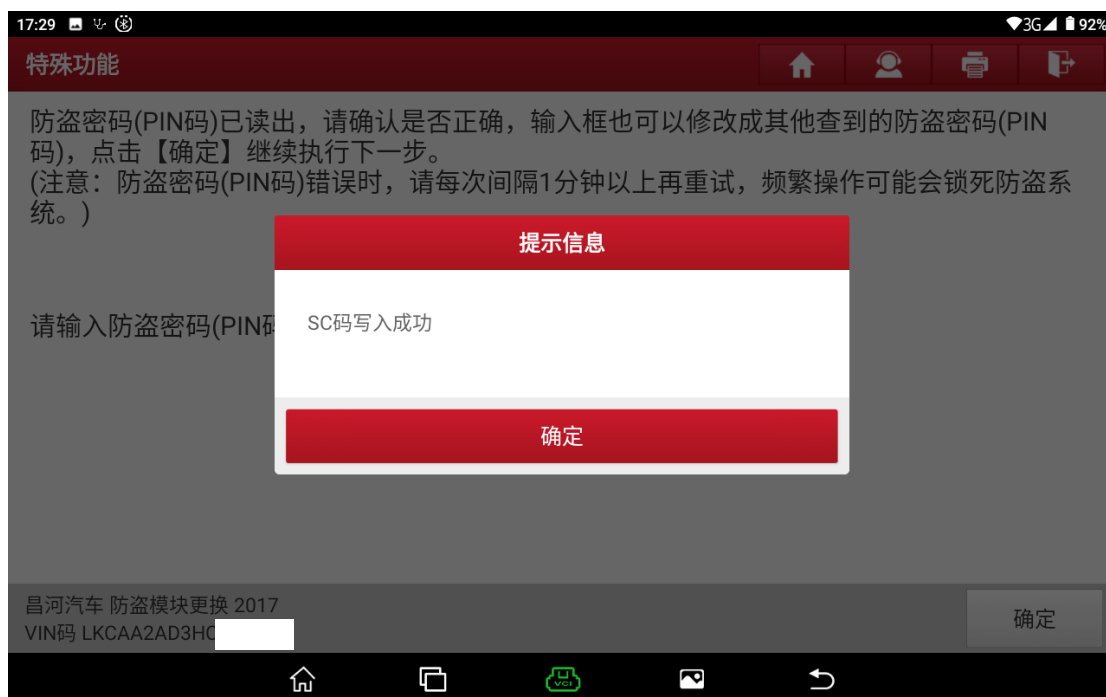 17:29
3G
92%
特殊功能
防盗密码(PIN码)已读出，请确认是否正确，输入框也可以修改成其他查到的防盗密码(PIN
码)，点击【确定】继续执行下一步。
(注意：防盗密码(PIN码)错误时，请每次间隔1分钟以上再重试，频繁操作可能会锁死防盗系
统。)
提示信息
请输入防盗密码(PIN
SC码写入成功
确定
昌河汽车 防盗模块更换 2017
VIN码 LKCAA2AD3H
确定
VCI